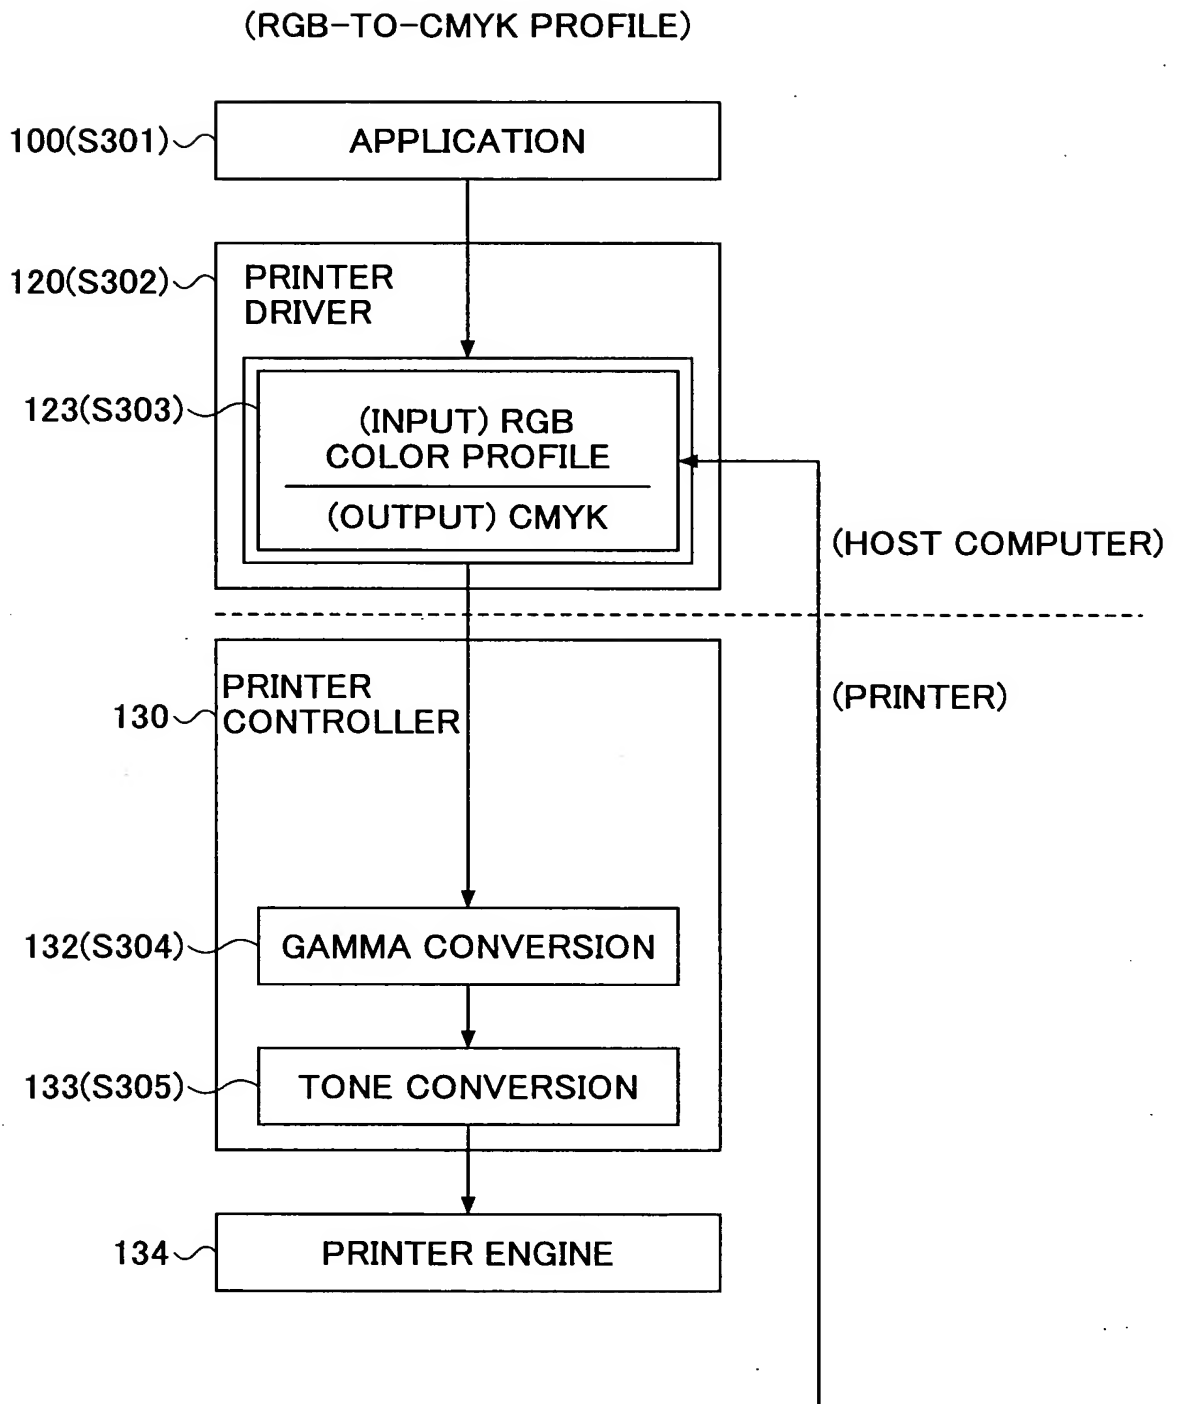 (RGB-TO-CMYK PROFILE)
100(S301)
APPLICATION
120(S302)
PRINTER
DRIVER
123(S303)
(INPUT) RGB
COLOR PROFILE
(OUTPUT) CMYK
(HOST COMPUTER)
(PRINTER)
130
PRINTER
CONTROLLER
132(S304)
GAMMA CONVERSION
133(S305)
TONE CONVERSION
134
PRINTER ENGINE